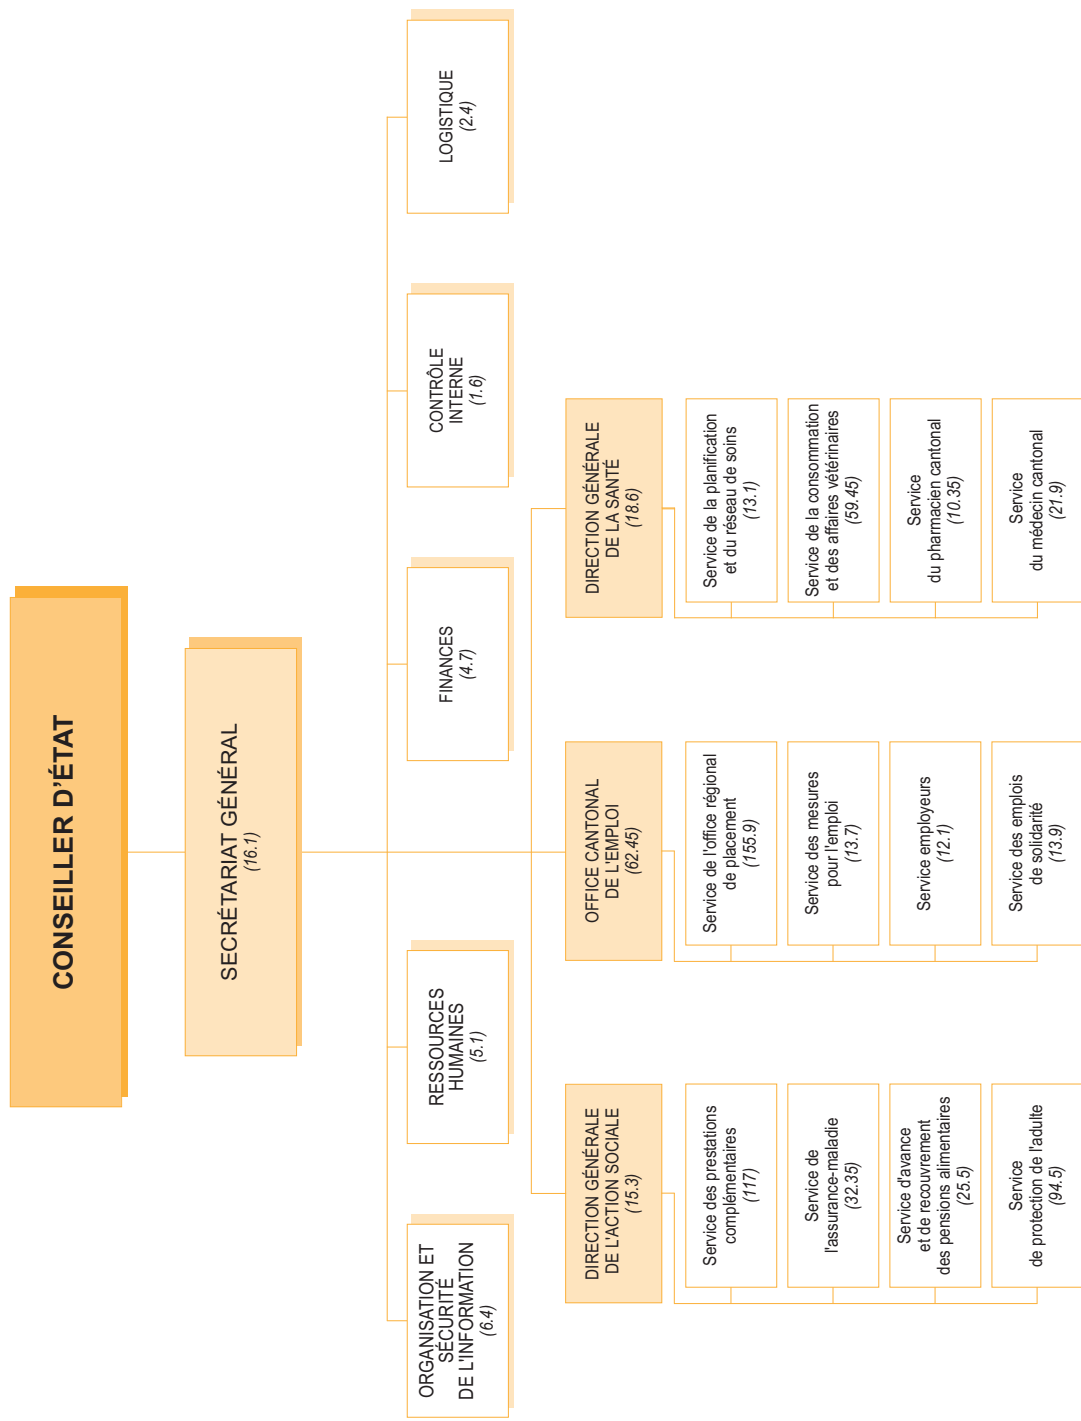 CONSEILLER D'ÉTAT
SECRÉTARIAT GÉNÉRAL
(16.1)
ORGANISATION ET
SÉCURITÉ
DE L'INFORMATION
(6.4)
RESSOURCES
HUMAINES
(5.1)
FINANCES
(4.7)
CONTRÔLE
INTERNE
(1.6)
LOGISTIQUE
(2.4)
DIRECTION GÉNÉRALE
DE L'ACTION SOCIALE
(15.3)
Service des prestations
complémentaires
(117)
Service de
l'assurance-maladie
(32.35)
Service d'avance
et de recouvrement
des pensions alimentaires
(25.5)
Service
de protection de l'adulte
(94.5)
OFFICE CANTONAL
DE L'EMPLOI
(62.45)
Service de l'office régional
de placement
(155.9)
Service des mesures
pour l'emploi
(13.7)
Service employeurs
(12.1)
Service des emplois
de solidarité
(13.9)
DIRECTION GÉNÉRALE
DE LA SANTÉ
(18.6)
Service de la planification
et du réseau de soins
(13.1)
Service de la consommation
et des affaires vétérinaires
(59.45)
Service
du pharmacien cantonal
(10.35)
Service
du médecin cantonal
(21.9)